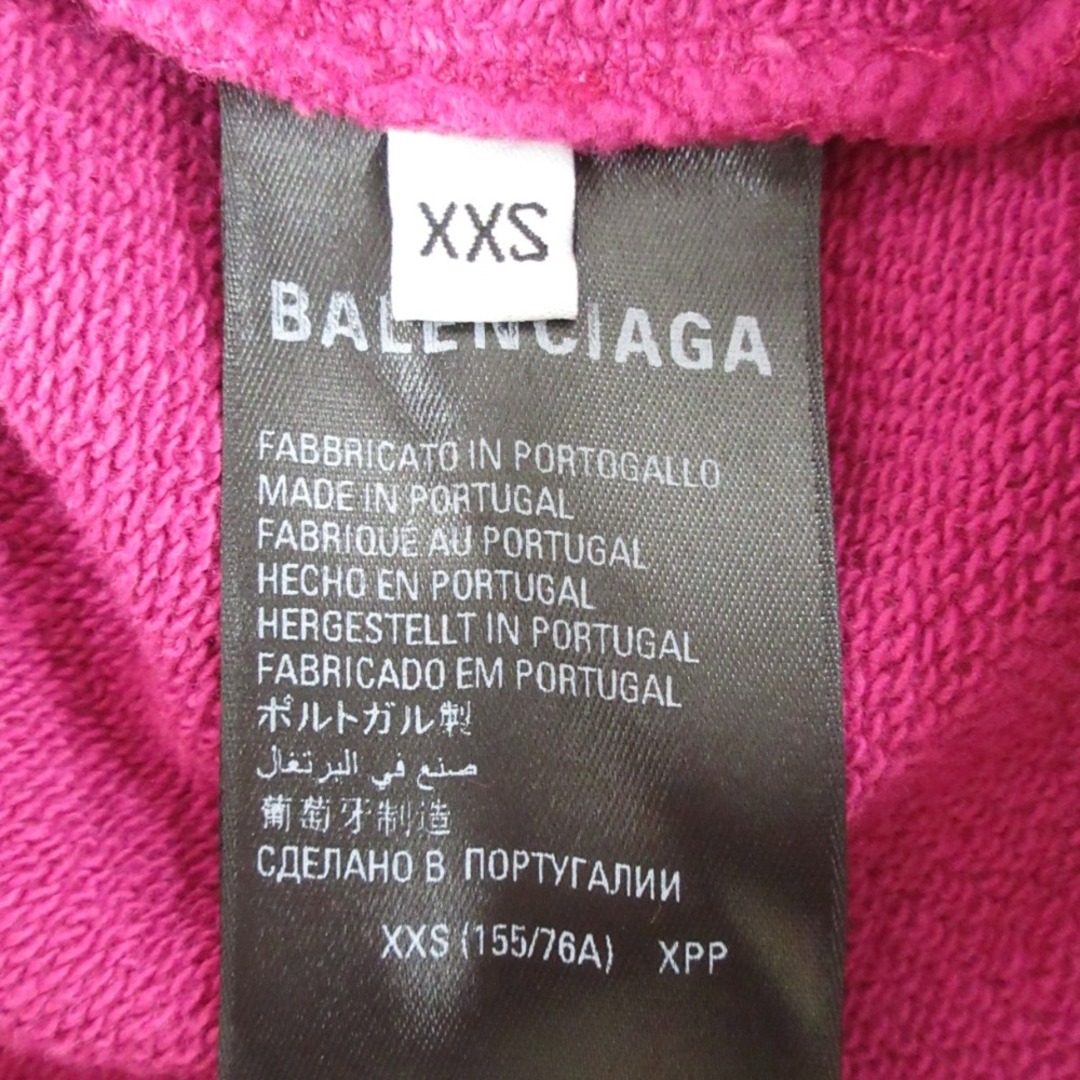 XXS
BALENCIAGA
FABBRICATO IN PORTOGALLO
MADE IN PORTUGAL
FABRIQUÉ AU PORTUGAL
HECHO EN PORTUGAL
HERGESTELLT IN PORTUGAL
FABRICADO EM PORTUGAL
ポルトガル製
صنع في البرتغال
葡萄牙制造
СДЕЛАНО В ПОРТУГАЛИИ
XXS (155/76A) XPP